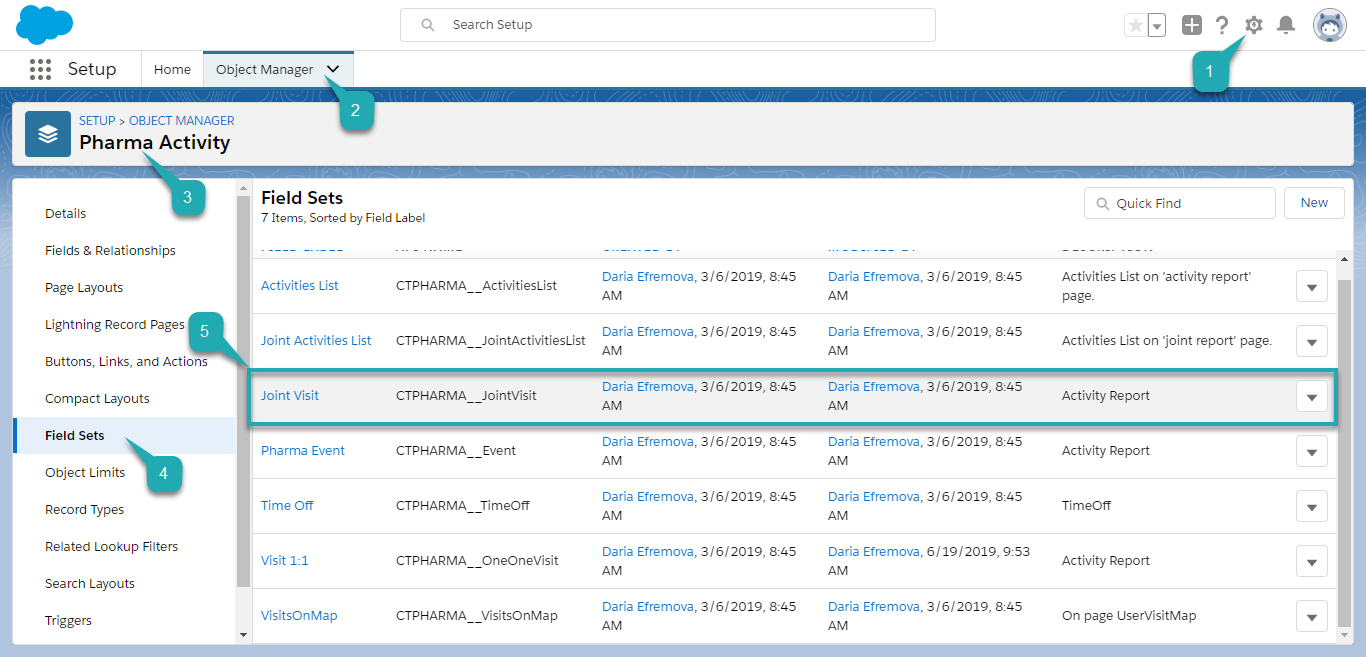 Search Setup
1
Setup
Home
Object Manager
2
SETUP > OBJECT MANAGER
Pharma Activity
3
Details
Fields & Relationships
Page Layouts
Lightning Record Pages
Buttons, Links, and Actions
Compact Layouts
Field Sets
4
Object Limits
Record Types
Related Lookup Filters
Search Layouts
Triggers
Field Sets
7 Items, Sorted by Field Label
Quick Find
New
Activities List CTPHARMA__ActivitiesList Daria Efremova, 3/6/2019, 8:45 Daria Efremova, 3/6/2019, 8:45 Activities List on 'activity report'
AM AM page.
Joint Activities List CTPHARMA__JointActivitiesList Daria Efremova, 3/6/2019, 8:45 Daria Efremova, 3/6/2019, 8:45 Activities List on 'joint report' page.
AM AM
5
Joint Visit CTPHARMA__JointVisit Daria Efremova, 3/6/2019, 8:45 Daria Efremova, 3/6/2019, 8:45 Activity Report
AM AM
Pharma Event CTPHARMA__Event Daria Efremova, 3/6/2019, 8:45 Daria Efremova, 3/6/2019, 8:45 Activity Report
AM AM
Time Off CTPHARMA__TimeOff Daria Efremova, 3/6/2019, 8:45 Daria Efremova, 3/6/2019, 8:45 TimeOff
AM AM
Visit 1:1 CTPHARMA__OneOneVisit Daria Efremova, 3/6/2019, 8:45 Daria Efremova, 6/19/2019, 9:53 Activity Report
AM AM
VisitsOnMap CTPHARMA__VisitsOnMap Daria Efremova, 3/6/2019, 8:45 Daria Efremova, 3/6/2019, 8:45 On page UserVisitMap
AM AM